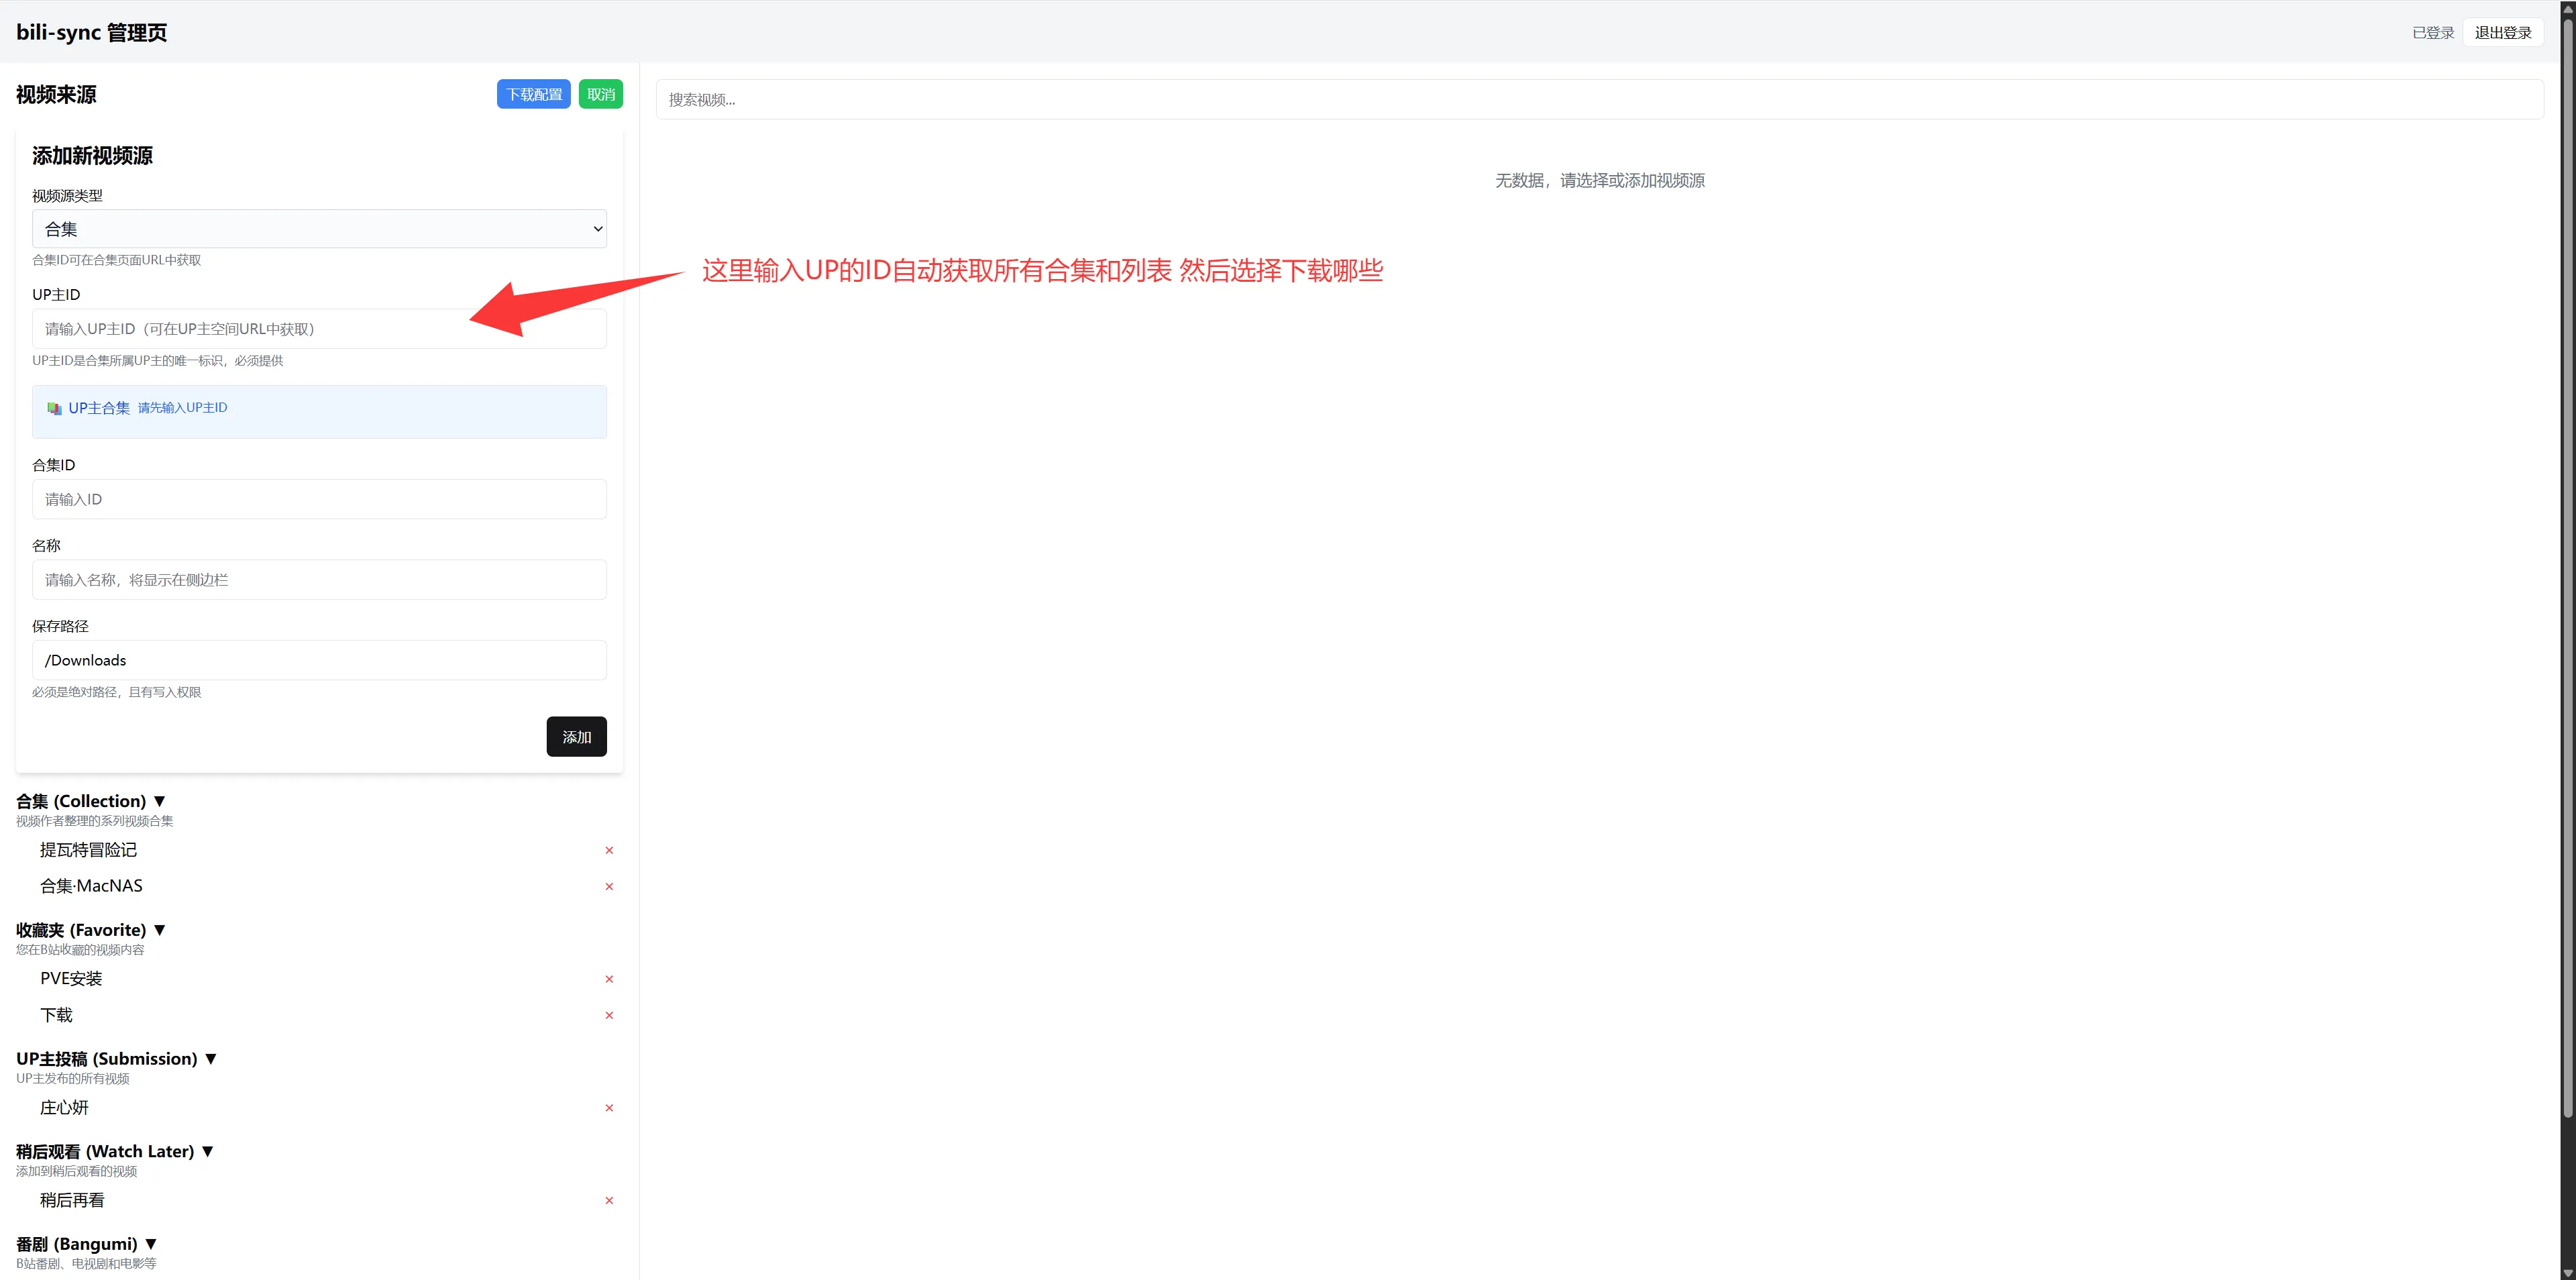 bili-sync 管理页
已登录
退出登录
视频来源
下载配置
取消
搜索视频...
添加新视频源
无数据，请选择或添加视频源
视频源类型
合集
合集ID可在合集页面URL中获取
这里输入UP的ID自动获取所有合集和列表 然后选择下载哪些
UP主ID
请输入UP主ID（可在UP主空间URL中获取）
UP主ID是合集所属UP主的唯一标识，必须提供
UP主合集 请先输入UP主ID
合集ID
请输入ID
名称
请输入名称，将显示在侧边栏
保存路径
/Downloads
必须是绝对路径，且有写入权限
添加
合集 (Collection) ▼
视频作者整理的系列视频合集
提瓦特冒险记 ×
合集·MacNAS ×
收藏夹 (Favorite) ▼
您在B站收藏的视频内容
PVE安装 ×
下载 ×
UP主投稿 (Submission) ▼
UP主发布的所有视频
庄心妍 ×
稍后观看 (Watch Later) ▼
添加到稍后观看的视频
稍后再看 ×
番剧 (Bangumi) ▼
B站番剧、电视剧和电影等